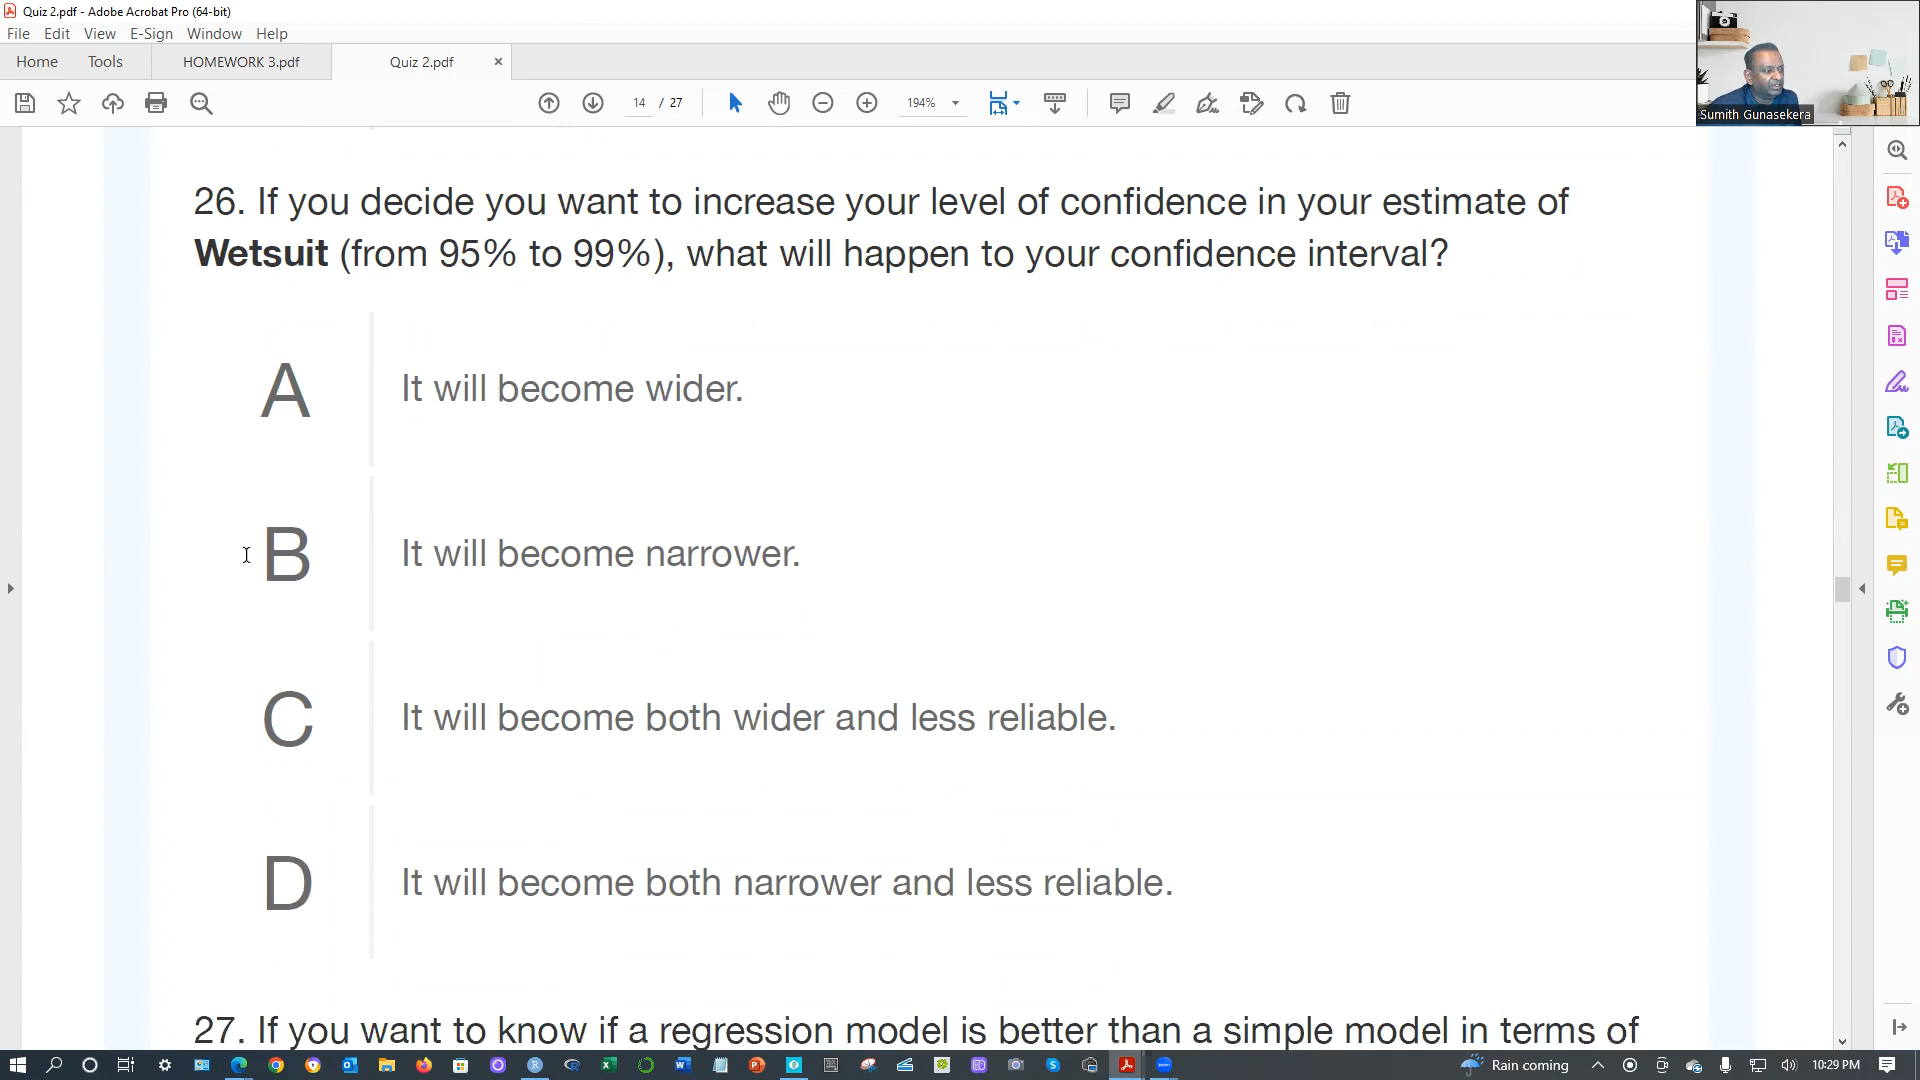 Quiz 2.pdf - Adobe Acrobat Pro (64-bit)
File Edit View E-Sign Window Help
Home Tools HOMEWORK 3.pdf Quiz 2.pdf ×
14 / 27 194%
Sumith Gunasekera
26. If you decide you want to increase your level of confidence in your estimate of
Wetsuit (from 95% to 99%), what will happen to your confidence interval?
A It will become wider.
B It will become narrower.
C It will become both wider and less reliable.
D It will become both narrower and less reliable.
27. If you want to know if a regression model is better than a simple model in terms of
Rain coming 10:29 PM